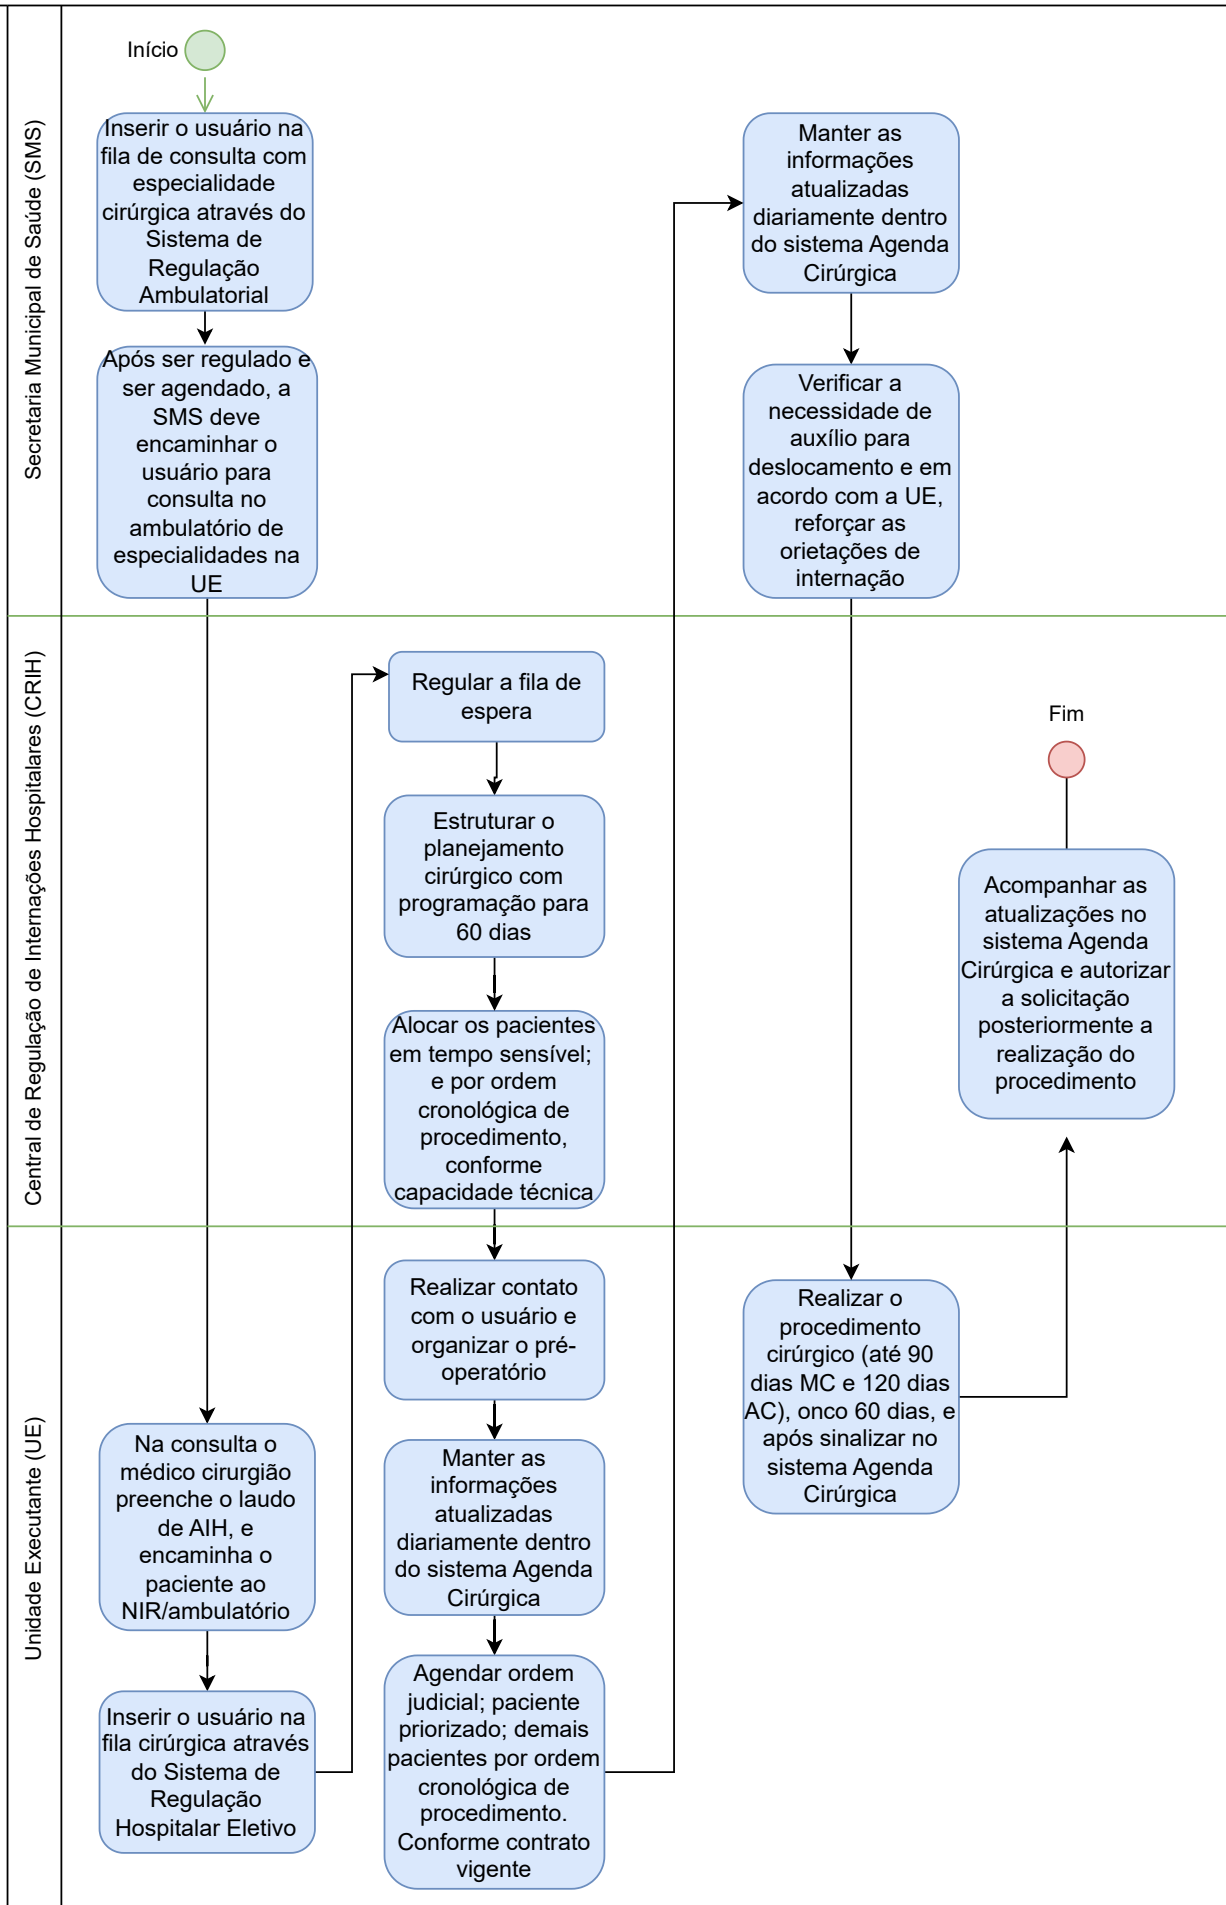 Secretaria Municipal de Saúde (SMS)
Início
Inserir o usuário na
fila de consulta com
especialidade
cirúrgica através do
Sistema de
Regulação
Ambulatorial
Após ser regulado e
ser agendado, a
SMS deve
encaminhar o
usuário para
consulta no
ambulatório de
especialidades na
UE
Manter as
informações
atualizadas
diariamente dentro
do sistema Agenda
Cirúrgica
Verificar a
necessidade de
auxílio para
deslocamento e em
acordo com a UE,
reforçar as
orietações de
internação
Central de Regulação de Internações Hospitalares (CRIH)
Regular a fila de
espera
Estruturar o
planejamento
cirúrgico com
programação para
60 dias
Alocar os pacientes
em tempo sensível;
e por ordem
cronológica de
procedimento,
conforme
capacidade técnica
Fim
Acompanhar as
atualizações no
sistema Agenda
Cirúrgica e autorizar
a solicitação
posteriormente a
realização do
procedimento
Unidade Executante (UE)
Na consulta o
médico cirurgião
preenche o laudo
de AIH, e
encaminha o
paciente ao
NIR/ambulatório
Inserir o usuário na
fila cirúrgica através
do Sistema de
Regulação
Hospitalar Eletivo
Realizar contato
com o usuário e
organizar o pré-
operatório
Manter as
informações
atualizadas
diariamente dentro
do sistema Agenda
Cirúrgica
Agendar ordem
judicial; paciente
priorizado; demais
pacientes por ordem
cronológica de
procedimento.
Conforme contrato
vigente
Realizar o
procedimento
cirúrgico (até 90
dias MC e 120 dias
AC), onco 60 dias, e
após sinalizar no
sistema Agenda
Cirúrgica